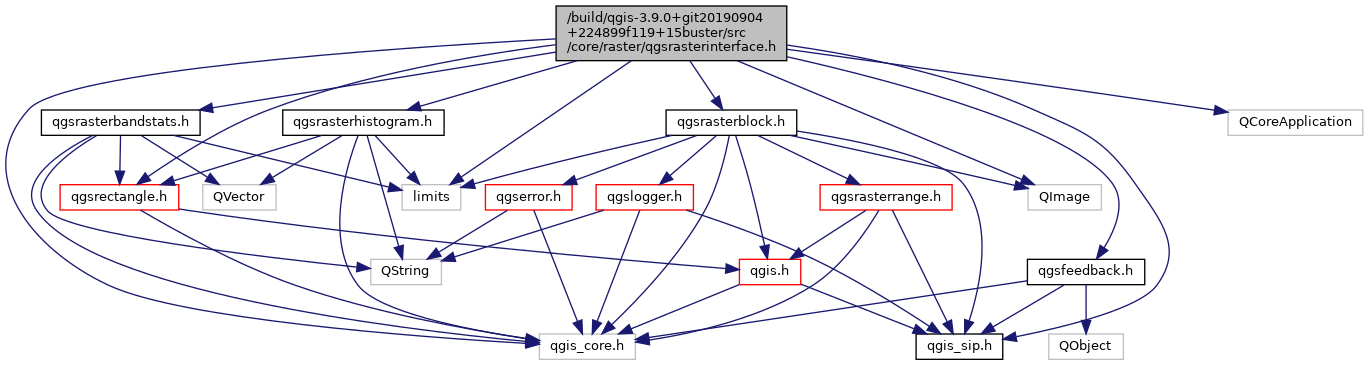 /build/qgis-3.9.0+git20190904
+224899f119+15buster/src
/core/raster/qgsrasterinterface.h
qgsrasterbandstats.h
qgsrasterhistogram.h
qgsrasterblock.h
QCoreApplication
qgsrectangle.h
QVector
limits
qgserror.h
qgslogger.h
qgsrasterrange.h
QImage
QString
qgis.h
qgsfeedback.h
qgis_core.h
qgis_sip.h
QObject